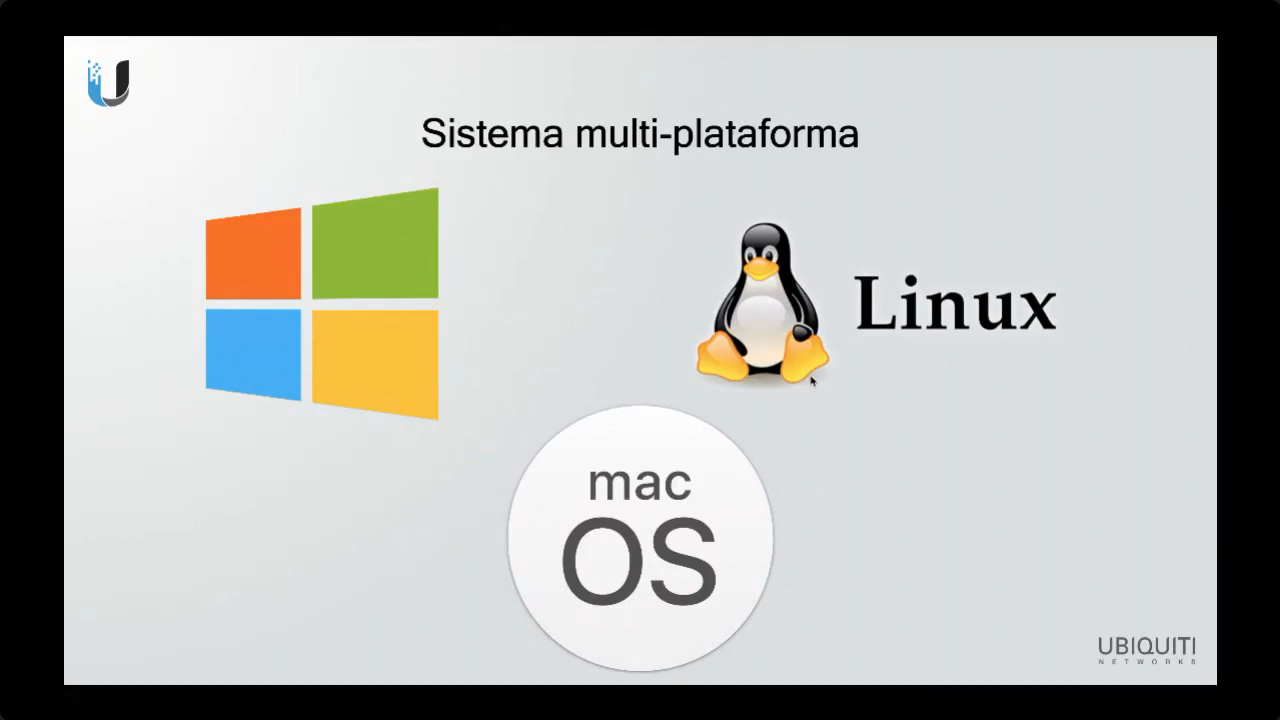 Sistema multi-plataforma
Linux
mac
OS
UBIQUITI
NETWORKS